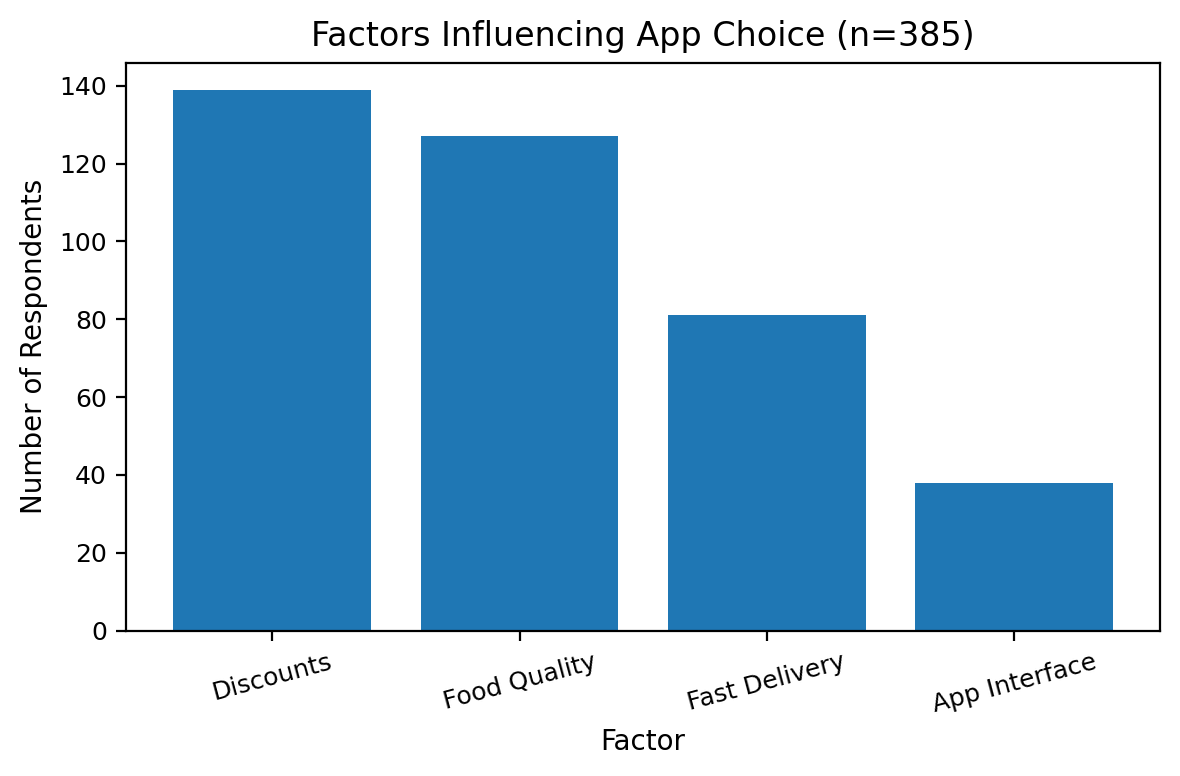 Factors Influencing App Choice (n=385)
Number of Respondents
140
120
100
80
60
40
20
0
Discounts
Food Quality
Fast Delivery
App Interface
Factor